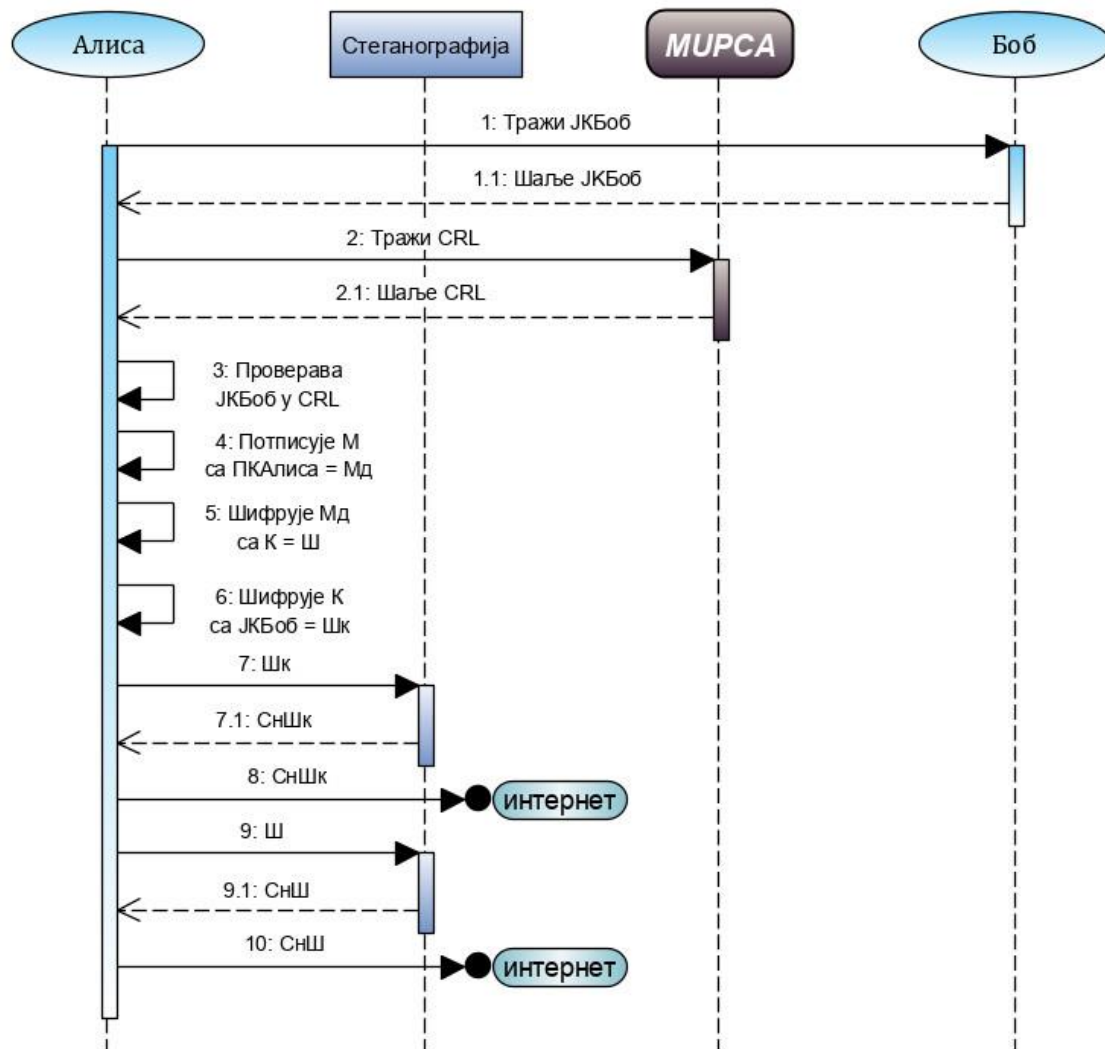 Алиса
Стеганографија
MUPCA
Боб
1: Тражи ЈКБоб
1.1: Шаље ЈКБоб
2: Тражи CRL
2.1: Шаље CRL
3: Проверава
ЈКБоб у CRL
4: Потписује М
са ПКАлиса = Мд
5: Шифрује Мд
са К = Ш
6: Шифрује К
са ЈКБоб = Шк
7: Шк
7.1: СнШк
8: СнШк
интернет
9: Ш
9.1: СнШ
10: СнШ
интернет